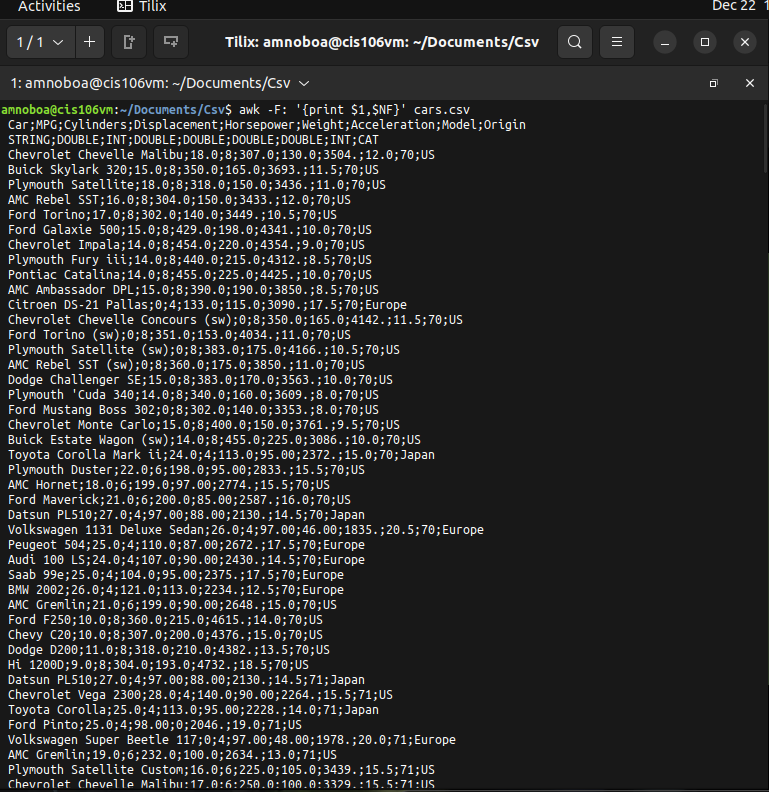 Activities Tilix Dec 22 1
1 / 1 Tilix: amnoboa@cis106vm: ~/Documents/Csv
1: amnoboa@cis106vm: ~/Documents/Csv
amnoboa@cis106vm:~/Documents/Csv$ awk -F: '{print $1,$NF}' cars.csv
Car;MPG;Cylinders;Displacement;Horsepower;Weight;Acceleration;Model;Origin
STRING;DOUBLE;INT;DOUBLE;DOUBLE;DOUBLE;DOUBLE;INT;CAT
Chevrolet Chevelle Malibu;18.0;8;307.0;130.0;3504.;12.0;70;US
Buick Skylark 320;15.0;8;350.0;165.0;3693.;11.5;70;US
Plymouth Satellite;18.0;8;318.0;150.0;3436.;11.0;70;US
AMC Rebel SST;16.0;8;304.0;150.0;3433.;12.0;70;US
Ford Torino;17.0;8;302.0;140.0;3449.;10.5;70;US
Ford Galaxie 500;15.0;8;429.0;198.0;4341.;10.0;70;US
Chevrolet Impala;14.0;8;454.0;220.0;4354.;9.0;70;US
Plymouth Fury iii;14.0;8;440.0;215.0;4312.;8.5;70;US
Pontiac Catalina;14.0;8;455.0;225.0;4425.;10.0;70;US
AMC Ambassador DPL;15.0;8;390.0;190.0;3850.;8.5;70;US
Citroen DS-21 Pallas;0;4;133.0;115.0;3090.;17.5;70;Europe
Chevrolet Chevelle Concours (sw);0;8;350.0;165.0;4142.;11.5;70;US
Ford Torino (sw);0;8;351.0;153.0;4034.;11.0;70;US
Plymouth Satellite (sw);0;8;383.0;175.0;4166.;10.5;70;US
AMC Rebel SST (sw);0;8;360.0;175.0;3850.;11.0;70;US
Dodge Challenger SE;15.0;8;383.0;170.0;3563.;10.0;70;US
Plymouth 'Cuda 340;14.0;8;340.0;160.0;3609.;8.0;70;US
Ford Mustang Boss 302;0;8;302.0;140.0;3353.;8.0;70;US
Chevrolet Monte Carlo;15.0;8;400.0;150.0;3761.;9.5;70;US
Buick Estate Wagon (sw);14.0;8;455.0;225.0;3086.;10.0;70;US
Toyota Corolla Mark ii;24.0;4;113.0;95.00;2372.;15.0;70;Japan
Plymouth Duster;22.0;6;198.0;95.00;2833.;15.5;70;US
AMC Hornet;18.0;6;199.0;97.00;2774.;15.5;70;US
Ford Maverick;21.0;6;200.0;85.00;2587.;16.0;70;US
Datsun PL510;27.0;4;97.00;88.00;2130.;14.5;70;Japan
Volkswagen 1131 Deluxe Sedan;26.0;4;97.00;46.00;1835.;20.5;70;Europe
Peugeot 504;25.0;4;110.0;87.00;2672.;17.5;70;Europe
Audi 100 LS;24.0;4;107.0;90.00;2430.;14.5;70;Europe
Saab 99e;25.0;4;104.0;95.00;2375.;17.5;70;Europe
BMW 2002;26.0;4;121.0;113.0;2234.;12.5;70;Europe
AMC Gremlin;21.0;6;199.0;90.00;2648.;15.0;70;US
Ford F250;10.0;8;360.0;215.0;4615.;14.0;70;US
Chevy C20;10.0;8;307.0;200.0;4376.;15.0;70;US
Dodge D200;11.0;8;318.0;210.0;4382.;13.5;70;US
Hi 1200D;9.0;8;304.0;193.0;4732.;18.5;70;US
Datsun PL510;27.0;4;97.00;88.00;2130.;14.5;71;Japan
Chevrolet Vega 2300;28.0;4;140.0;90.00;2264.;15.5;71;US
Toyota Corolla;25.0;4;113.0;95.00;2228.;14.0;71;Japan
Ford Pinto;25.0;4;98.00;0;2046.;19.0;71;US
Volkswagen Super Beetle 117;0;4;97.00;48.00;1978.;20.0;71;Europe
AMC Gremlin;19.0;6;232.0;100.0;2634.;13.0;71;US
Plymouth Satellite Custom;16.0;6;225.0;105.0;3439.;15.5;71;US
Chevrolet Chevelle Malibu;17.0;6;250.0;100.0;3329.;15.5;71;US